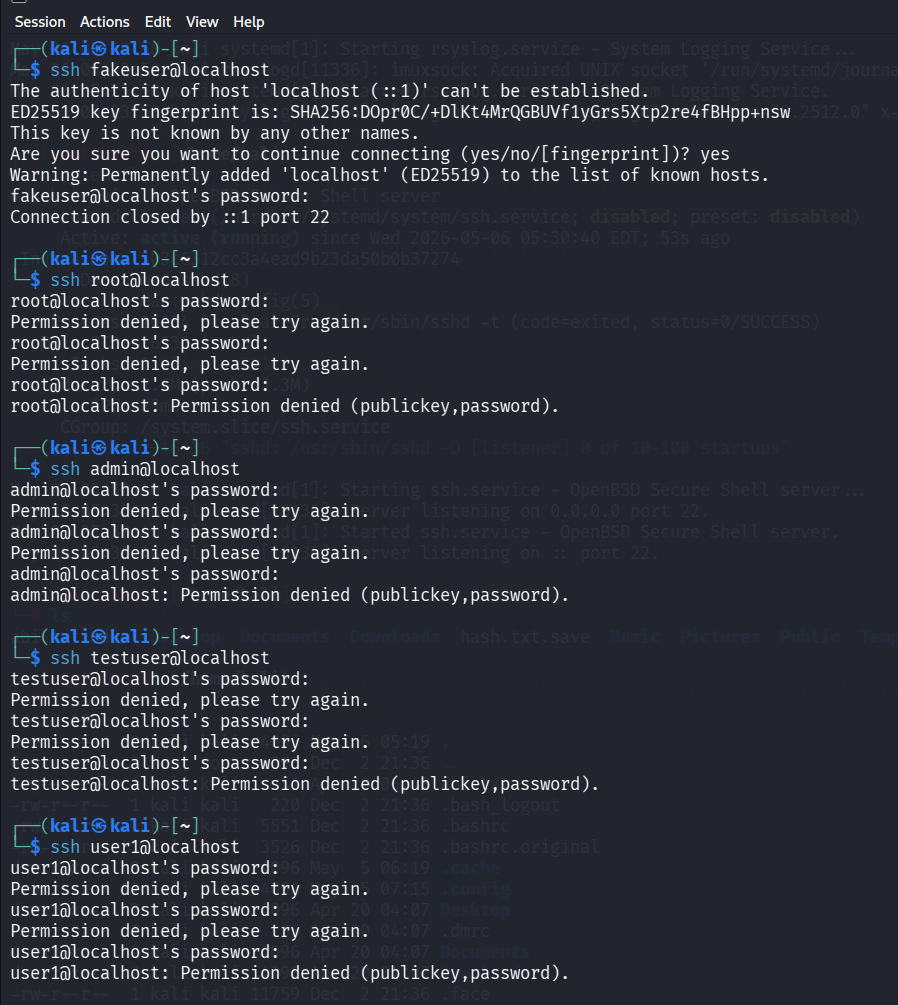 Session Actions Edit View Help
┌──(kali㉿kali)-[~]
└─$ ssh fakeuser@localhost
The authenticity of host 'localhost (::1)' can't be established.
ED25519 key fingerprint is: SHA256:DOpr0C/+DlKt4MrQGBUVf1yGrs5Xtp2re4fBHpp+nsw
This key is not known by any other names.
Are you sure you want to continue connecting (yes/no/[fingerprint])? yes
Warning: Permanently added 'localhost' (ED25519) to the list of known hosts.
fakeuser@localhost's password:
Connection closed by ::1 port 22
┌──(kali㉿kali)-[~]
└─$ ssh root@localhost
root@localhost's password:
Permission denied, please try again.
root@localhost's password:
Permission denied, please try again.
root@localhost's password:
root@localhost: Permission denied (publickey,password).
┌──(kali㉿kali)-[~]
└─$ ssh admin@localhost
admin@localhost's password:
Permission denied, please try again.
admin@localhost's password:
Permission denied, please try again.
admin@localhost's password:
admin@localhost: Permission denied (publickey,password).
┌──(kali㉿kali)-[~]
└─$ ssh testuser@localhost
testuser@localhost's password:
Permission denied, please try again.
testuser@localhost's password:
Permission denied, please try again.
testuser@localhost's password:
testuser@localhost: Permission denied (publickey,password).
┌──(kali㉿kali)-[~]
└─$ ssh user1@localhost
user1@localhost's password:
Permission denied, please try again.
user1@localhost's password:
Permission denied, please try again.
user1@localhost's password:
user1@localhost: Permission denied (publickey,password).